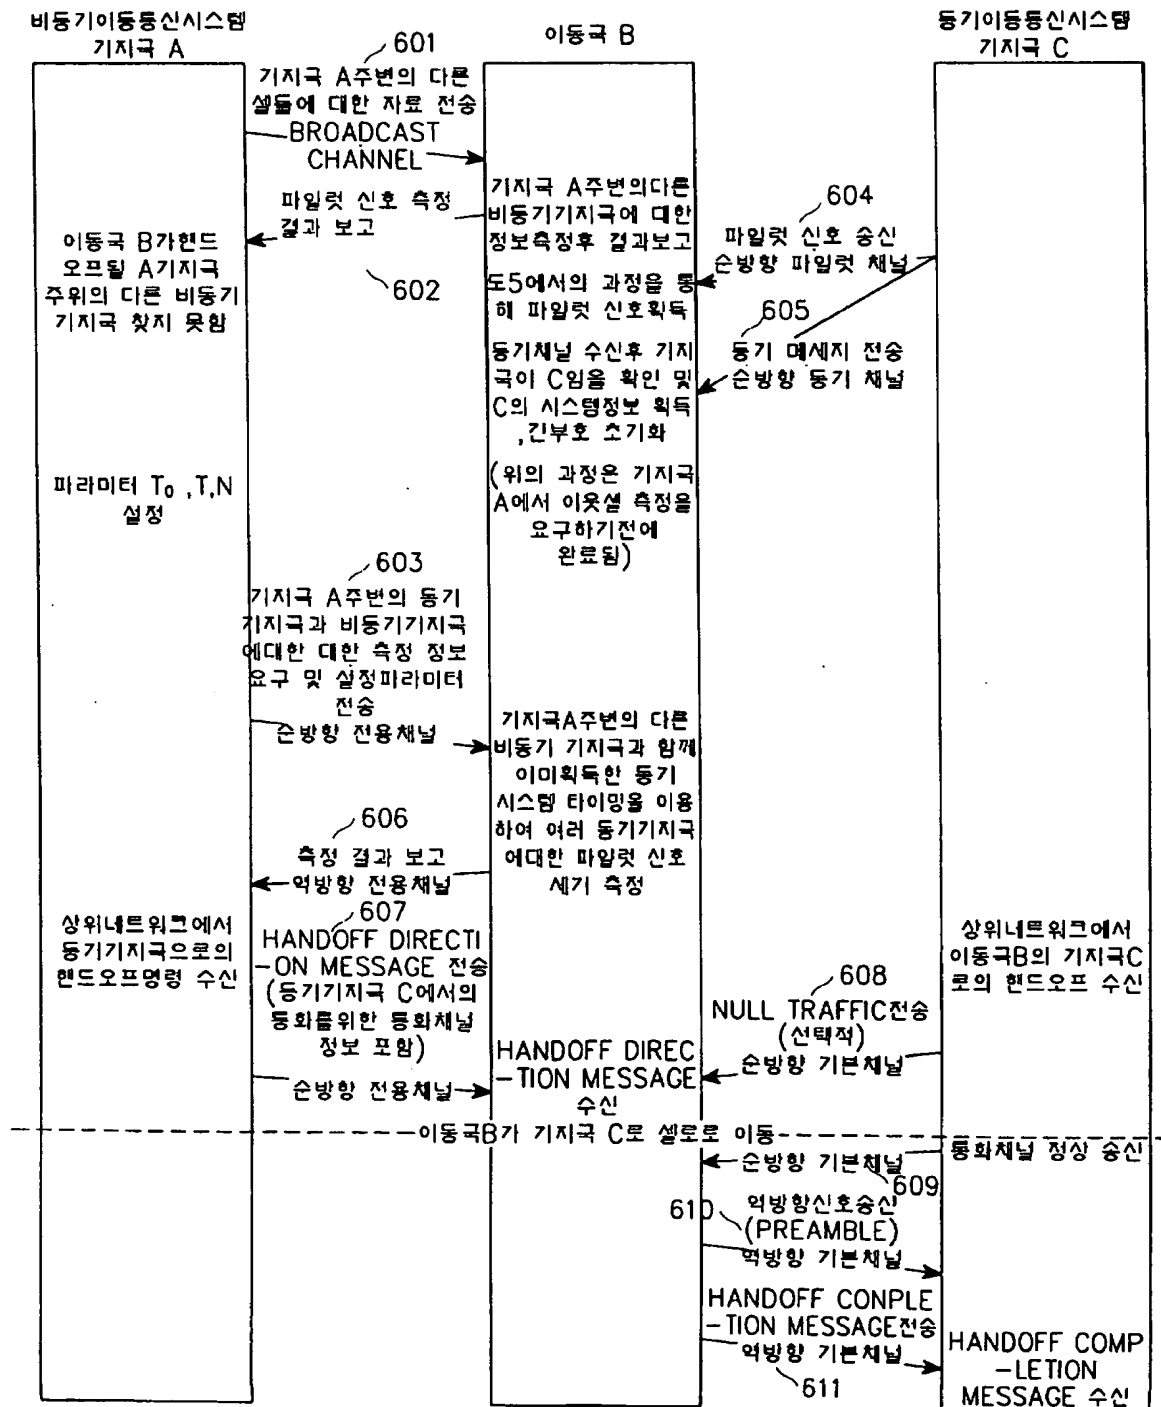 비동기이동통신시스템
기지국 A
이동국 B
동기이동통신시스템
기지국 C
601
기지국 A주변의 다른
셀들에 대한 자료 전송
BROADCAST
CHANNEL
파일럿 신호 측정
결과 보고
602
기지국 A주변의다른
비동기기지국에 대한
정보측정후 결과보고
이동국 B가핸드
오프될 A기지국
주위의 다른 비동기
기지국 찾지 못함
604
파일럿 신호 송신
순방향 파일럿 채널
도5에서의 과정을 통
해 파일럿 신호획득
605
동기 메세지 전송
순방향 동기 채널
동기채널 수신후 기지
국이 C임을 확인 및
C의 시스템정보 획득
,긴부호 초기화
(위의 과정은 기지국
A에서 이웃셀 측정을
요구하기전에
완료됨)
파라미터 T₀ ,T,N
설정
603
기지국 A주변의 동기
기지국과 비동기기지국
에대한 대한 측정 정보
요구 및 설정파라미터
전송
순방향 전용채널
기지국A주변의 다른
비동기 기지국과 함께
이미획득한 동기
시스템 타이밍을 이용
하여 여러 동기기지국
에대한 파일럿 신호
세기 측정
606
측정 결과 보고
역방향 전용채널
상위네트워크에서
동기기지국으로의
핸드오프명령 수신
607
HANDOFF DIRECTI
-ON MESSAGE 전송
(동기기지국 C에서의
통화를위한 통화채널
정보 포함)
순방향 전용채널
HANDOFF DIREC
-TION MESSAGE
수신
상위네트워크에서
이동국B의 기지국C
로의 핸드오프 수신
608
NULL TRAFFIC전송
(선택적)
순방향 기본채널
이동국B가 기지국 C로 셀로로 이동
통화채널 정상 송신
순방향 기본채널
609
610
역방향신호송신
(PREAMBLE)
역방향 기본채널
HANDOFF CONPLE
-TION MESSAGE전송
역방향 기본채널
611
HANDOFF COMP
-LETION
MESSAGE 수신